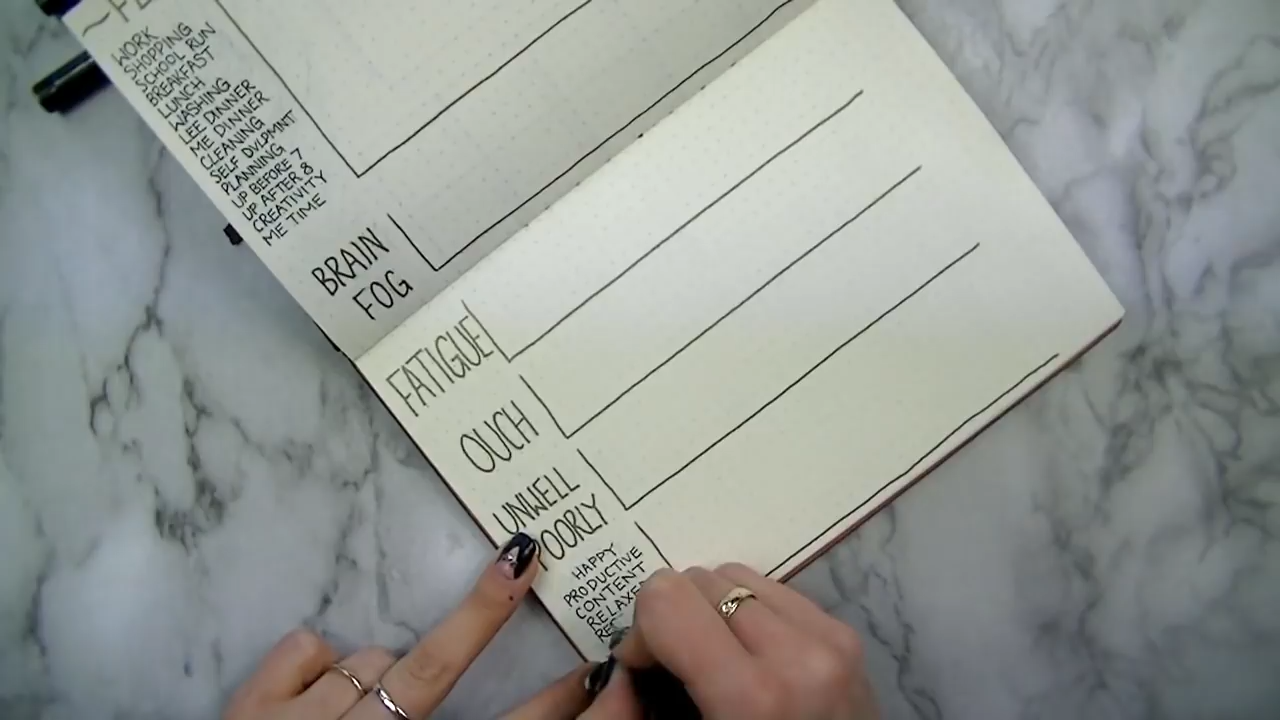 WORK
SHOPPING
SCHOOL RUN
BREAKFAST
LUNCH
WASHING
LEE DINNER
ME DINNER
CLEANING
SELF DVLPMNT
PLANNING
UP BEFORE 7
UP AFTER 8
CREATIVITY
ME TIME
BRAIN
FOG
FATIGUE
OUCH
UNWELL
POORLY
HAPPY
PRODUCTIVE
CONTENT